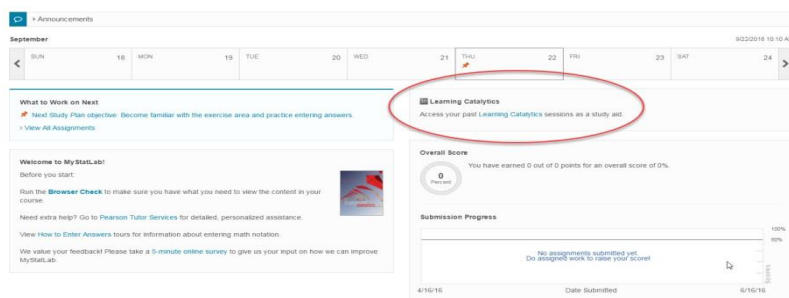 › Announcements
September
9/22/2016 10:10 A
SUN 18 MON 19 TUE 20 WED 21 THU 22 FRI 23 SAT 24
What to Work on Next
Next Study Plan objective: Become familiar with the exercise area and practice entering answers.
› View All Assignments
Learning Catalytics
Access your past Learning Catalytics sessions as a study aid.
Welcome to MyStatLab!
Before you start:
Run the Browser Check to make sure you have what you need to view the content in your
course.
Need extra help? Go to Pearson Tutor Services for detailed, personalized assistance.
View How to Enter Answers tours for information about entering math notation.
We value your feedback! Please take a 5-minute online survey to give us your input on how we can improve
MyStatLab.
Overall Score
0
Percent
You have earned 0 out of 0 points for an overall score of 0%.
Submission Progress
100%
90%
No assignments submitted yet.
Do assigned work to raise your score!
SCORES
4/16/16 Date Submitted 6/16/16